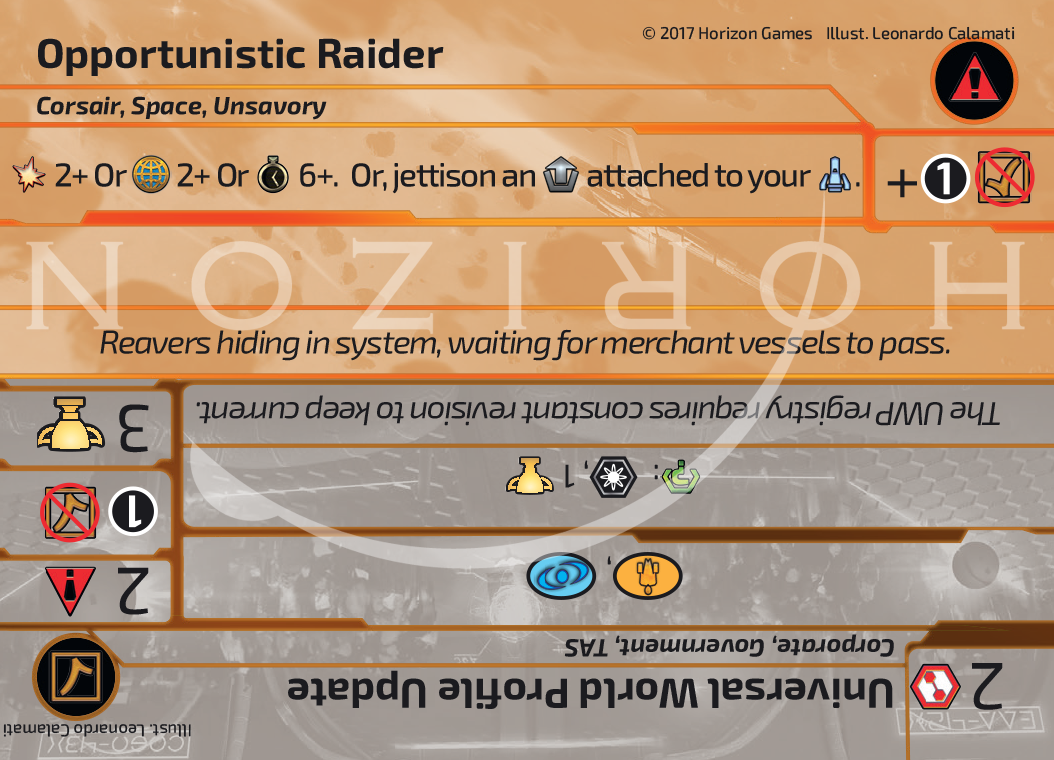 © 2017 Horizon Games Illust. Leonardo Calamati
Opportunistic Raider
Corsair, Space, Unsavory
2+ Or 2+ Or 6+. Or, jettison an attached to your .
+1
HORIZON
Reavers hiding in system, waiting for merchant vessels to pass.
2
Universal World Profile Update
Corporate, Government, TAS
Illust. Leonardo Calamati
,
2
: , 1
1
The UWP registry requires constant revision to keep current.
3